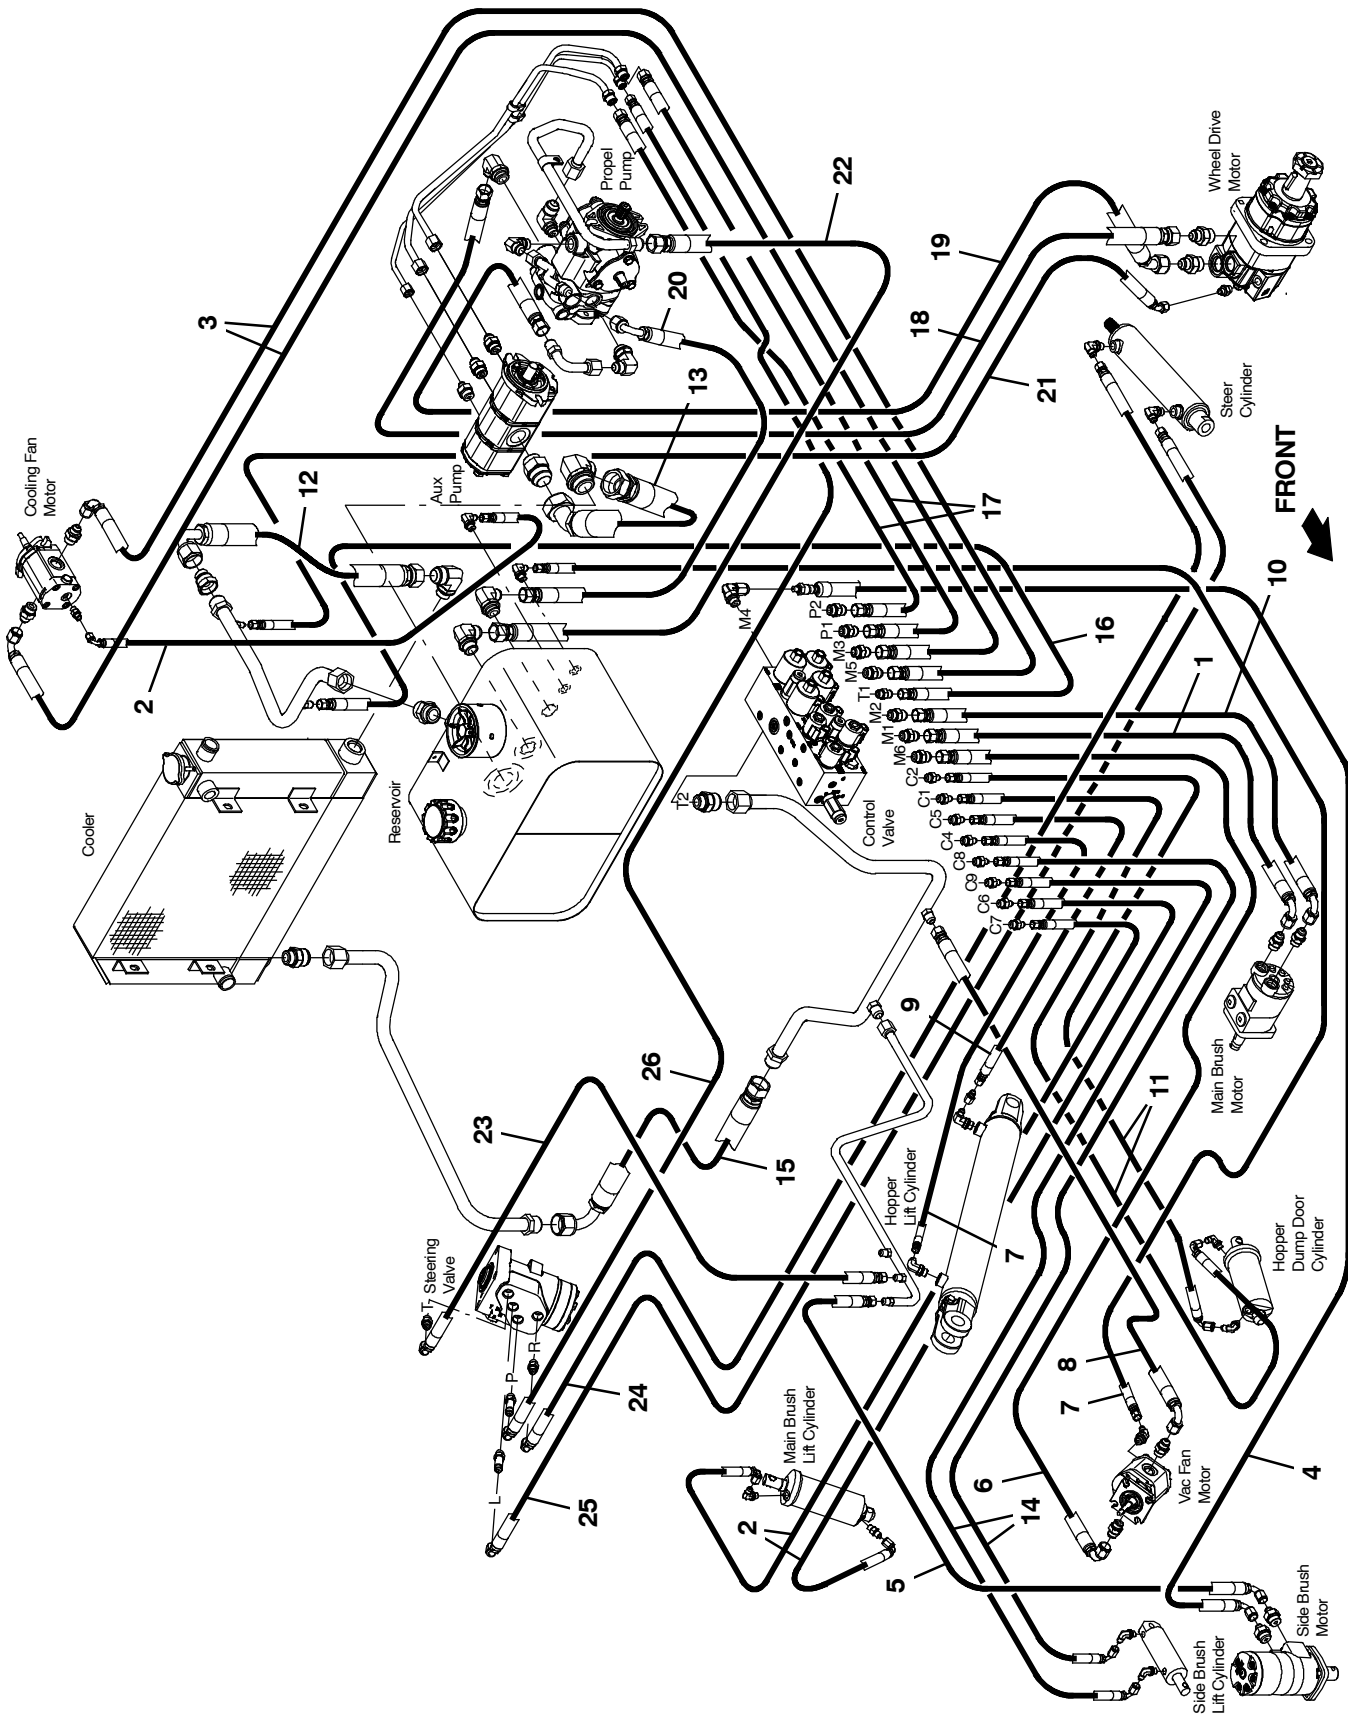 Cooling Fan
Motor
3
2
12
Cooler
Reservoir
Aux
Pump
13
Propel
Pump
20
22
19
18
21
Wheel Drive
Motor
Steer
Cylinder
FRONT
17
10
16
1
M4
P2
P1
M3
M5
T1
M2
M1
M6
C2
C1
C5
C4
C8
C9
C6
C7
T2
Control
Valve
Main Brush
Motor
11
9
26
23
15
Hopper
Lift Cylinder
7
Hopper
Dump Door
Cylinder
Steering
Valve
T
P
R
L
24
25
Main Brush
Lift Cylinder
2
5
14
6
7
8
Vac Fan
Motor
4
Side Brush
Lift Cylinder
Side Brush
Motor